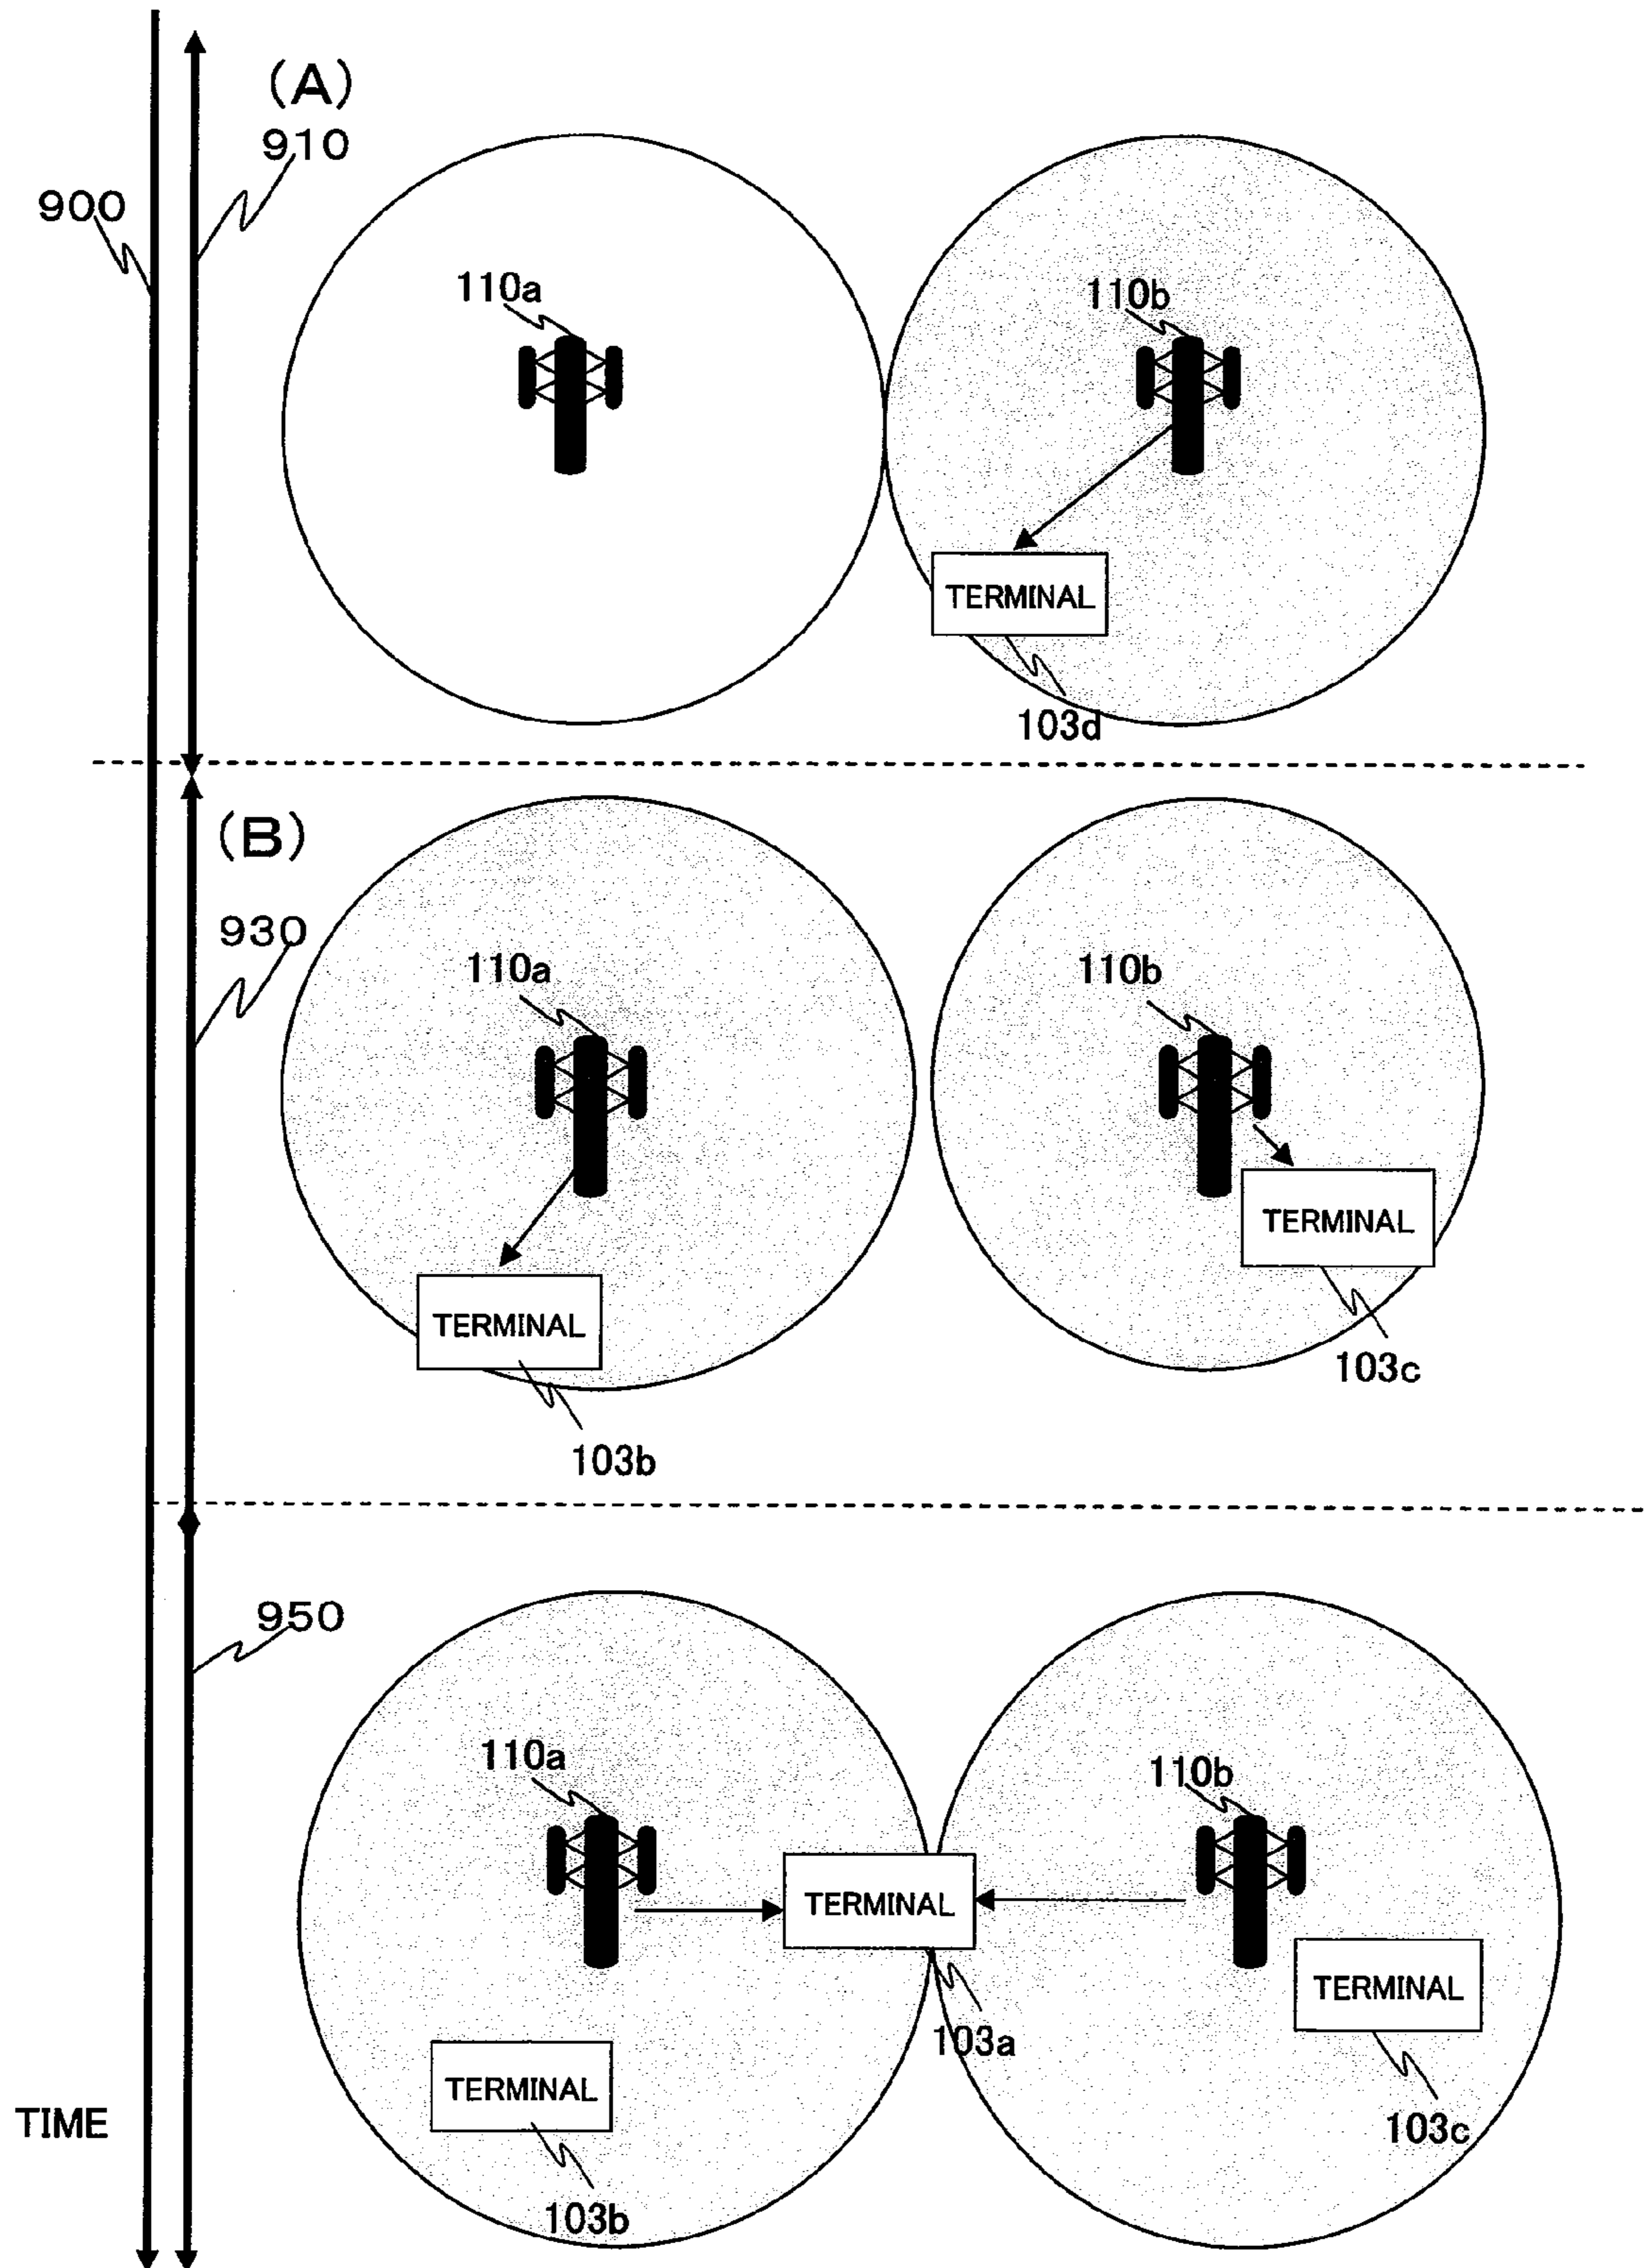 (A)
910
900
110a
110b
TERMINAL
103d
(B)
930
110a
110b
TERMINAL
103c
TERMINAL
103b
950
110a
110b
TERMINAL
103a
TERMINAL
103c
TERMINAL
103b
TIME